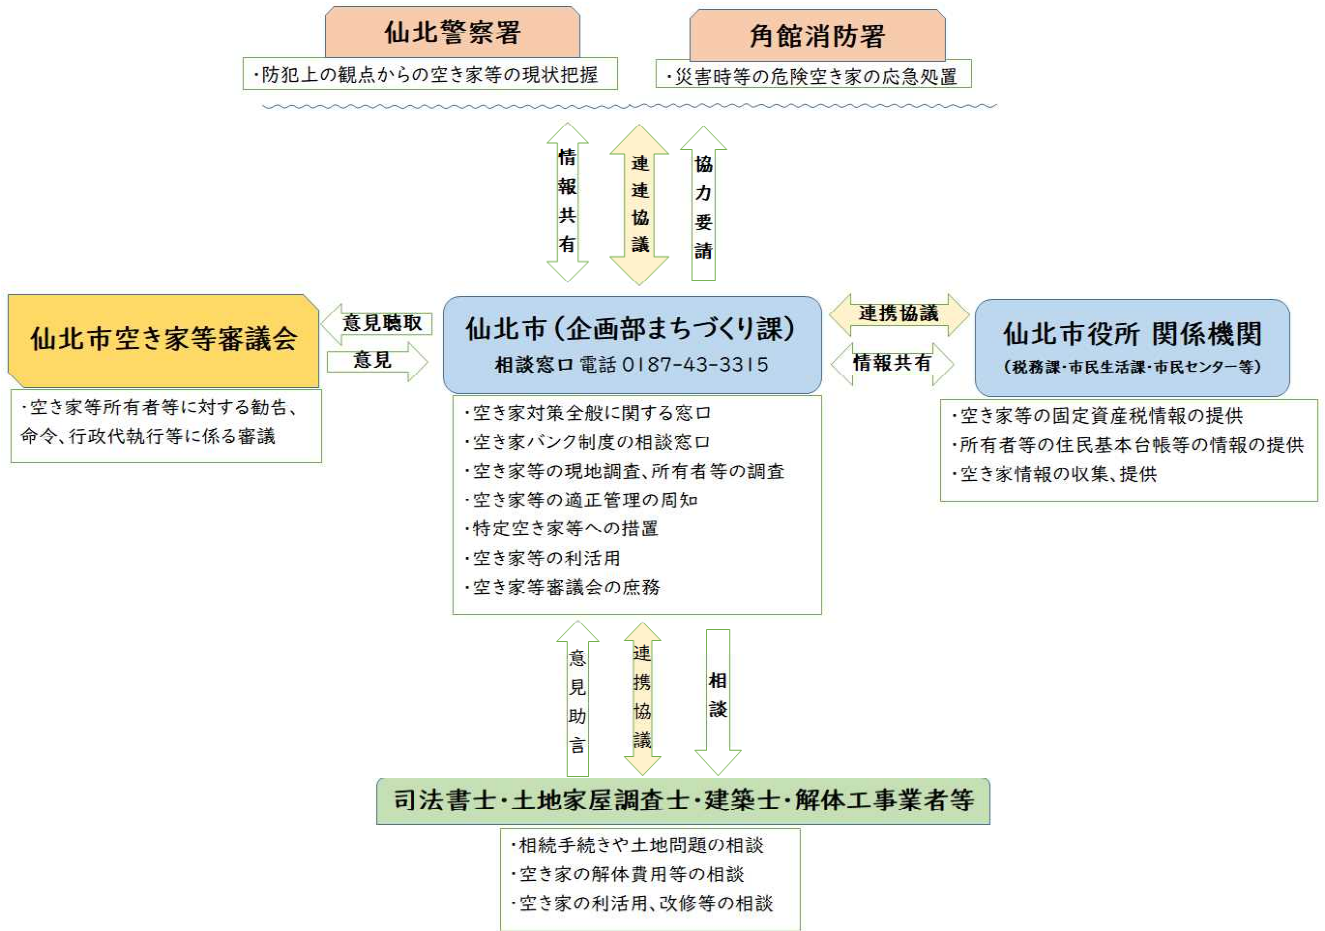 仙北警察署
・防犯上の観点からの空き家等の現状把握
角館消防署
・災害時等の危険空き家の応急処置
情報共有
連連協議
協力要請
仙北市空き家等審議会
・空き家等所有者等に対する勧告、
命令、行政代執行等に係る審議
意見聴取
意見
仙北市(企画部まちづくり課)
相談窓口 電話 0187-43-3315
・空き家対策全般に関する窓口
・空き家バンク制度の相談窓口
・空き家等の現地調査、所有者等の調査
・空き家等の適正管理の周知
・特定空き家等への措置
・空き家等の利活用
・空き家等審議会の庶務
連携協議
情報共有
仙北市役所 関係機関
(税務課・市民生活課・市民センター等)
・空き家等の固定資産税情報の提供
・所有者等の住民基本台帳等の情報の提供
・空き家情報の収集、提供
意見助言
連携協議
相談
司法書士・土地家屋調査士・建築士・解体工事業者等
・相続手続きや土地問題の相談
・空き家の解体費用等の相談
・空き家の利活用、改修等の相談